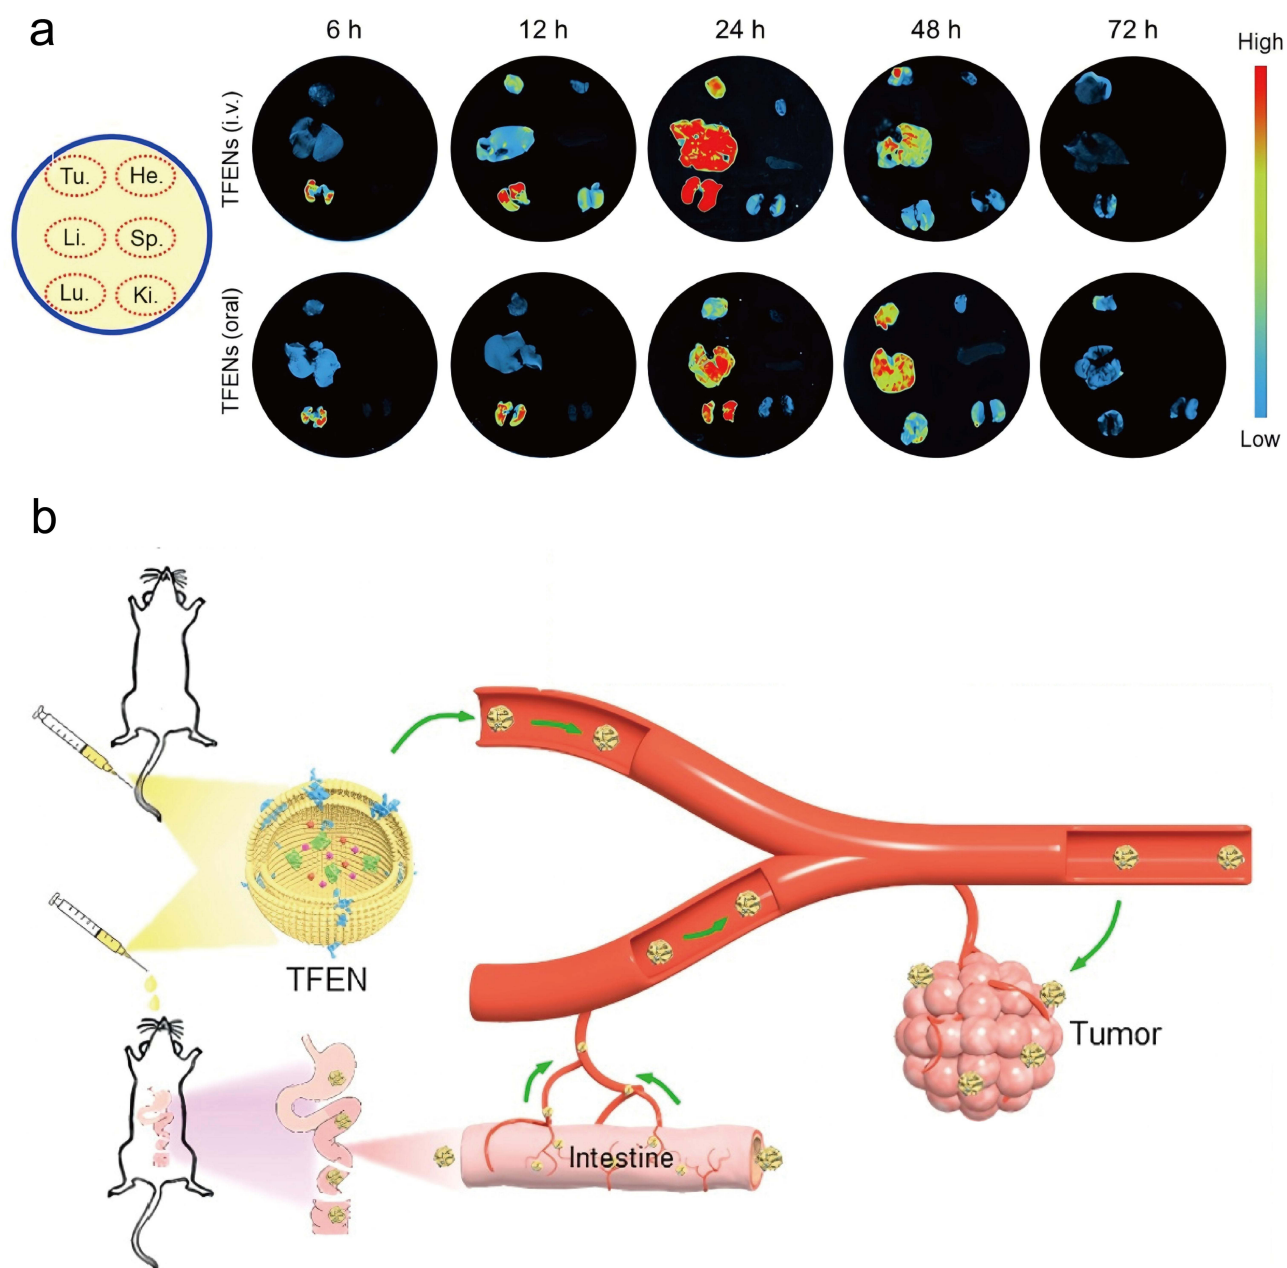 a
6 h 12 h 24 h 48 h 72 h
High
TFENs (i.v.)
Tu. He.
Li. Sp.
Lu. Ki.
TFENs (oral)
Low
b
TFEN
Tumor
Intestine